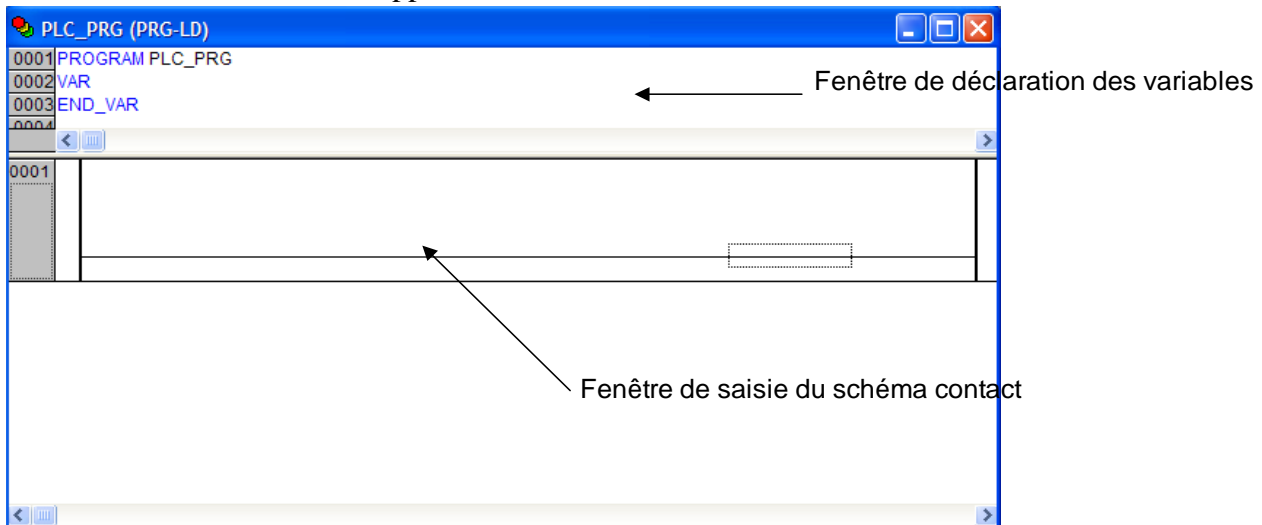 PLC_PRG (PRG-LD)
0001 PROGRAM PLC_PRG
0002 VAR
0003 END_VAR
0004
Fenêtre de déclaration des variables
0001
Fenêtre de saisie du schéma contact